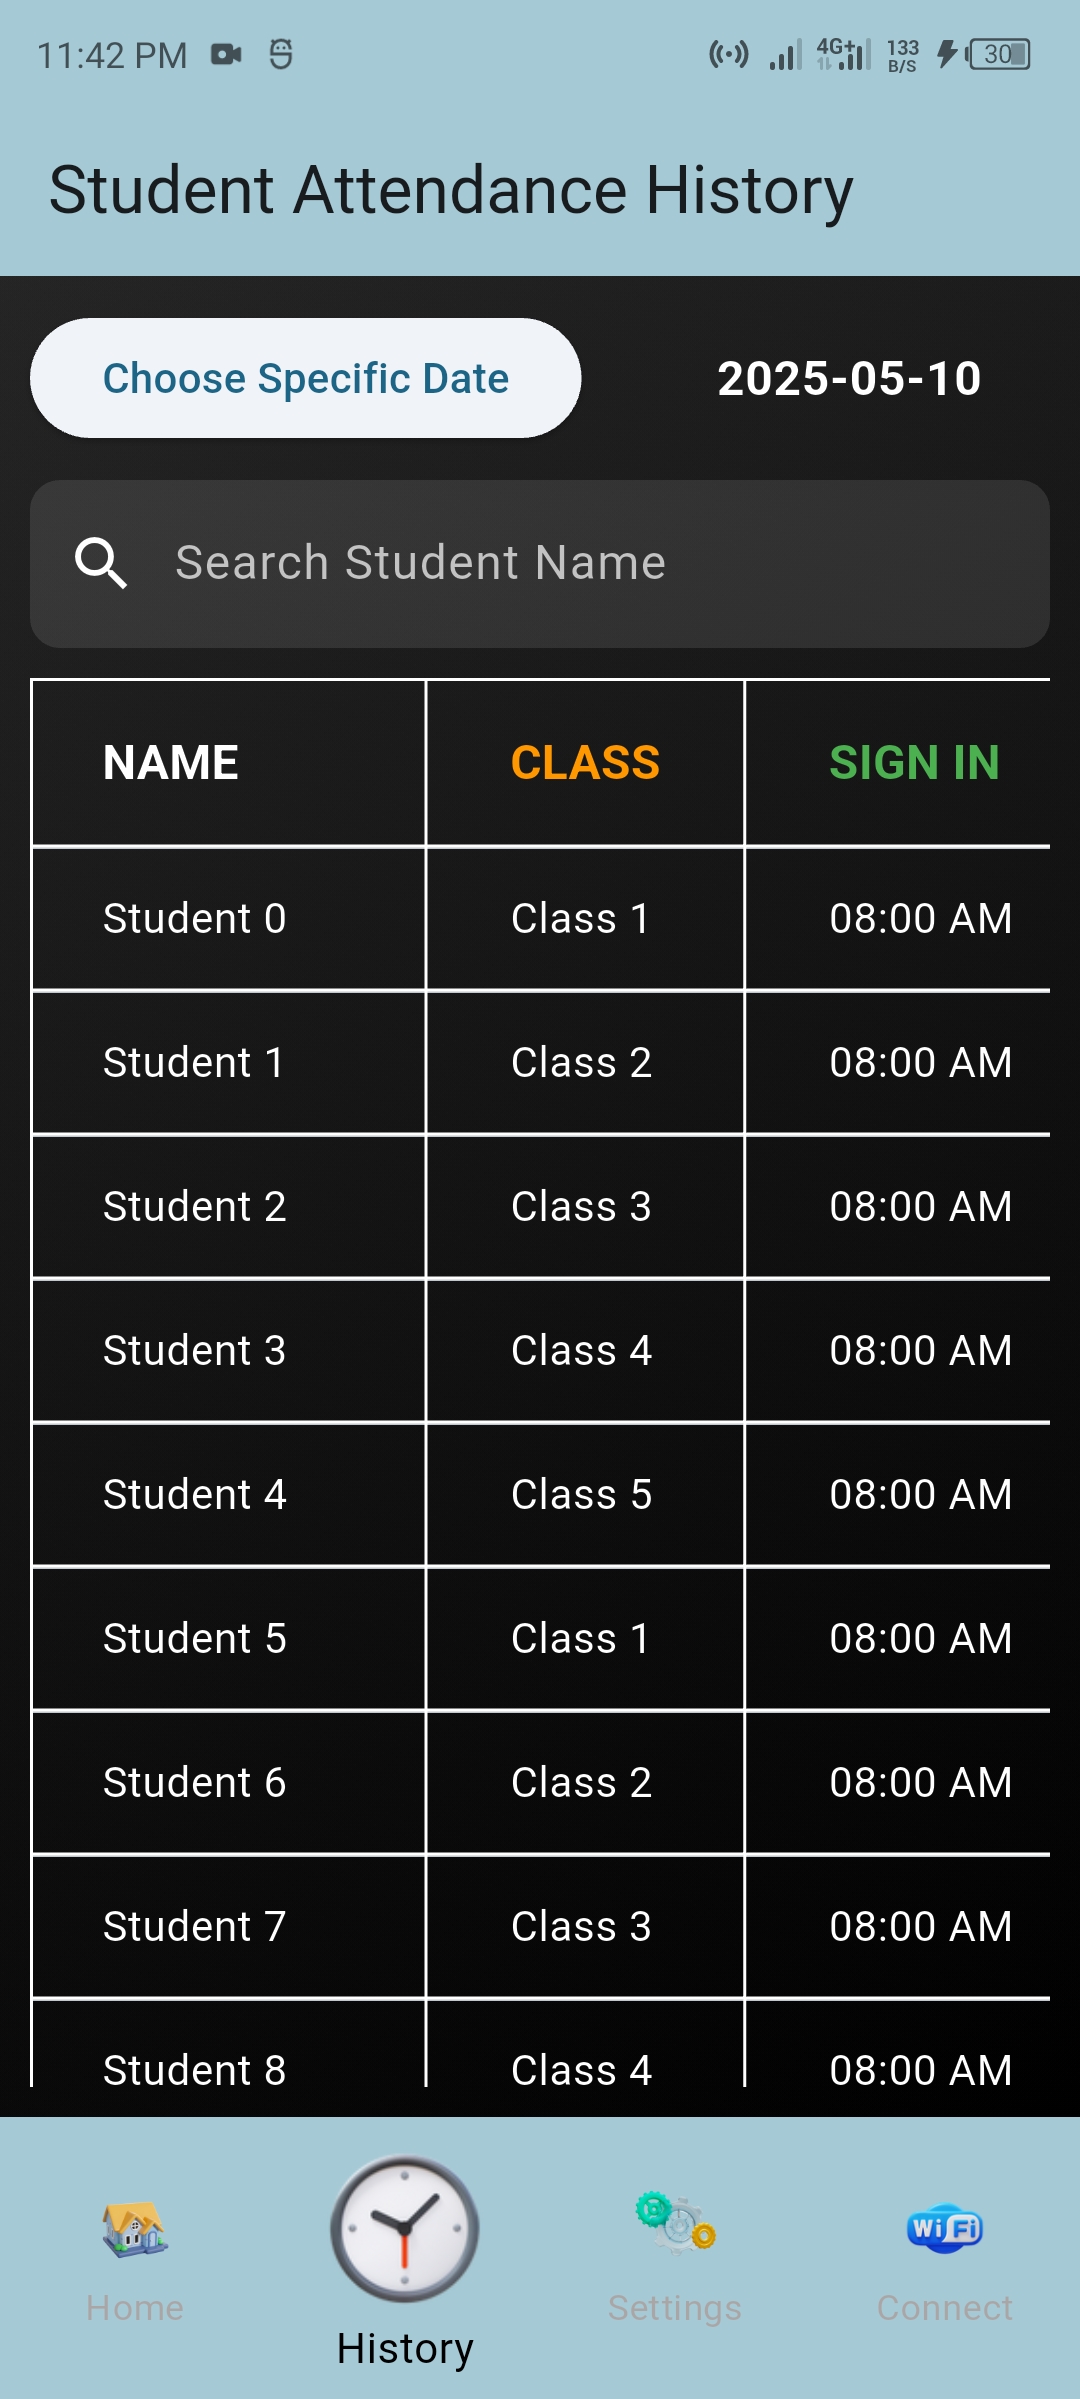 11:42 PM 4G+ 133 B/S 30
Student Attendance History
Choose Specific Date 2025-05-10
Search Student Name
NAME CLASS SIGN IN
Student 0 Class 1 08:00 AM
Student 1 Class 2 08:00 AM
Student 2 Class 3 08:00 AM
Student 3 Class 4 08:00 AM
Student 4 Class 5 08:00 AM
Student 5 Class 1 08:00 AM
Student 6 Class 2 08:00 AM
Student 7 Class 3 08:00 AM
Student 8 Class 4 08:00 AM
WiFi
Home History Settings Connect